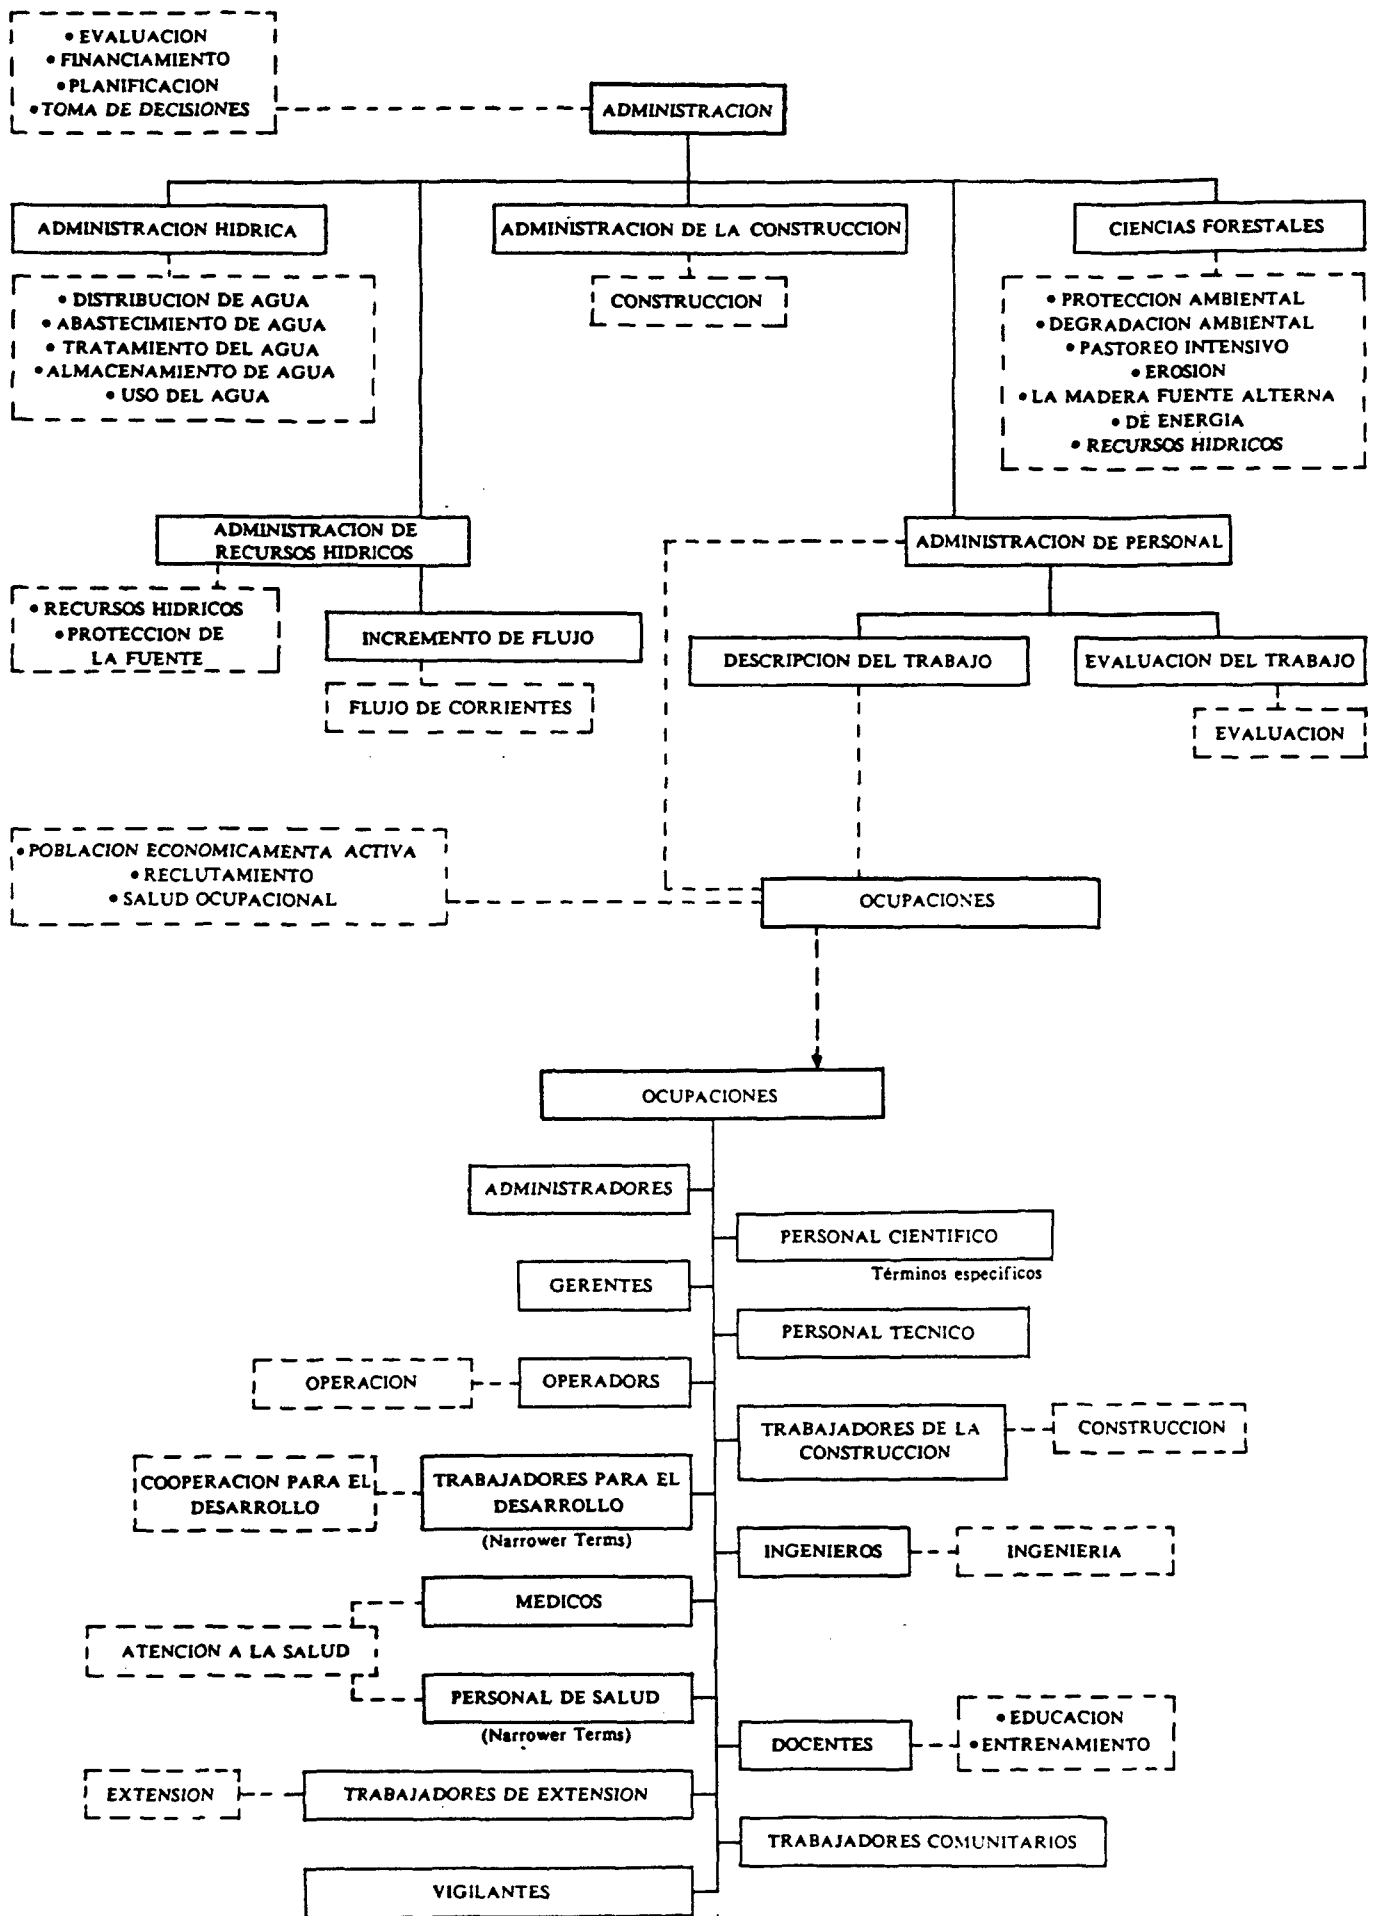 • EVALUACION
• FINANCIAMIENTO
• PLANIFICACION
• TOMA DE DECISIONES
ADMINISTRACION
ADMINISTRACION HIDRICA
ADMINISTRACION DE LA CONSTRUCCION
CIENCIAS FORESTALES
• DISTRIBUCION DE AGUA
• ABASTECIMIENTO DE AGUA
• TRATAMIENTO DEL AGUA
• ALMACENAMIENTO DE AGUA
• USO DEL AGUA
CONSTRUCCION
• PROTECCION AMBIENTAL
• DEGRADACION AMBIENTAL
• PASTOREO INTENSIVO
• EROSION
• LA MADERA FUENTE ALTERNA
• DE ENERGIA
• RECURSOS HIDRICOS
ADMINISTRACION DE
RECURSOS HIDRICOS
ADMINISTRACION DE PERSONAL
• RECURSOS HIDRICOS
• PROTECCION DE
LA FUENTE
INCREMENTO DE FLUJO
DESCRIPCION DEL TRABAJO
EVALUACION DEL TRABAJO
FLUJO DE CORRIENTES
EVALUACION
• POBLACION ECONOMICAMENTA ACTIVA
• RECLUTAMIENTO
• SALUD OCUPACIONAL
OCUPACIONES
OCUPACIONES
ADMINISTRADORES
PERSONAL CIENTIFICO
Términos especificos
GERENTES
PERSONAL TECNICO
OPERACION
OPERADORS
TRABAJADORES DE LA
CONSTRUCCION
CONSTRUCCION
COOPERACION PARA EL
DESARROLLO
TRABAJADORES PARA EL
DESARROLLO
(Narrower Terms)
INGENIEROS
INGENIERIA
MEDICOS
ATENCION A LA SALUD
PERSONAL DE SALUD
(Narrower Terms)
DOCENTES
• EDUCACION
• ENTRENAMIENTO
EXTENSION
TRABAJADORES DE EXTENSION
TRABAJADORES COMUNITARIOS
VIGILANTES